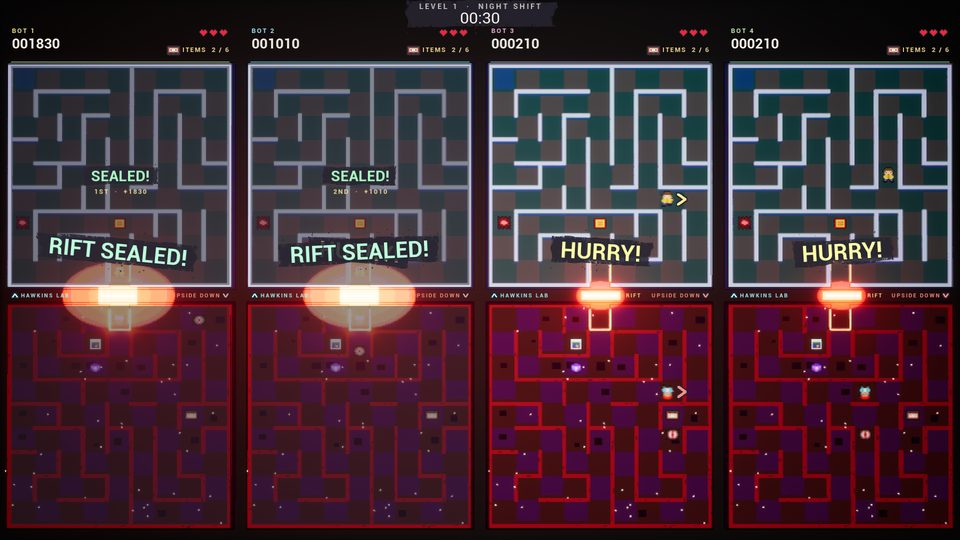 LEVEL 1 · NIGHT SHIFT
00:30
BOT 1
001830
ITEMS 2 / 6
BOT 2
001010
ITEMS 2 / 6
BOT 3
000210
ITEMS 2 / 6
BOT 4
000210
ITEMS 2 / 6
SEALED!
1ST · +1830
RIFT SEALED!
HAWKINS LAB
UPSIDE DOWN
SEALED!
2ND · +1010
RIFT SEALED!
HAWKINS LAB
UPSIDE DOWN
HURRY!
HAWKINS LAB
RIFT
UPSIDE DOWN
HURRY!
HAWKINS LAB
RIFT
UPSIDE DOWN